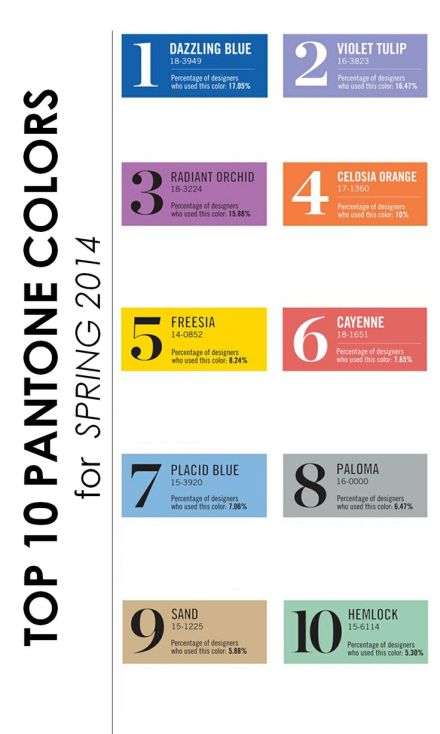 TOP 10 PANTONE COLORS
for SPRING 2014
1
DAZZLING BLUE
18-3949
Percentage of designers
who used this color: 17.05%
2
VIOLET TULIP
16-3823
Percentage of designers
who used this color: 16.47%
3
RADIANT ORCHID
18-3224
Percentage of designers
who used this color: 15.88%
4
CELOSIA ORANGE
17-1360
Percentage of designers
who used this color: 10%
5
FREESIA
14-0852
Percentage of designers
who used this color: 8.24%
6
CAYENNE
18-1651
Percentage of designers
who used this color: 7.65%
7
PLACID BLUE
15-3920
Percentage of designers
who used this color: 7.06%
8
PALOMA
16-0000
Percentage of designers
who used this color: 6.47%
9
SAND
15-1225
Percentage of designers
who used this color: 5.88%
10
HEMLOCK
15-6114
Percentage of designers
who used this color: 5.30%